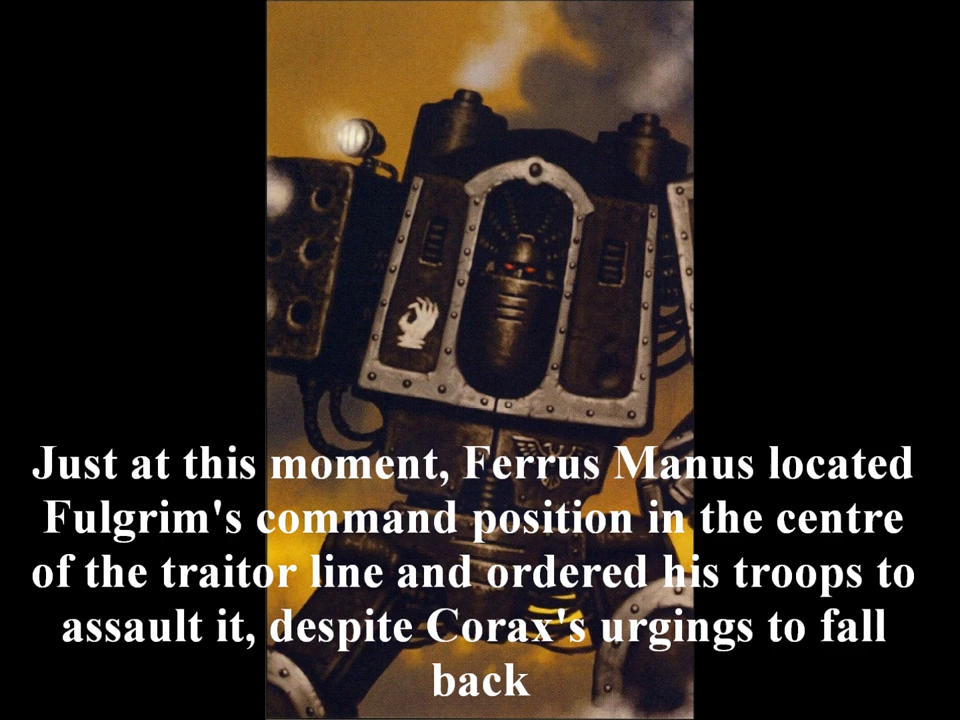 Just at this moment, Ferrus Manus located
Fulgrim's command position in the centre
of the traitor line and ordered his troops to
assault it, despite Corax's urgings to fall
back